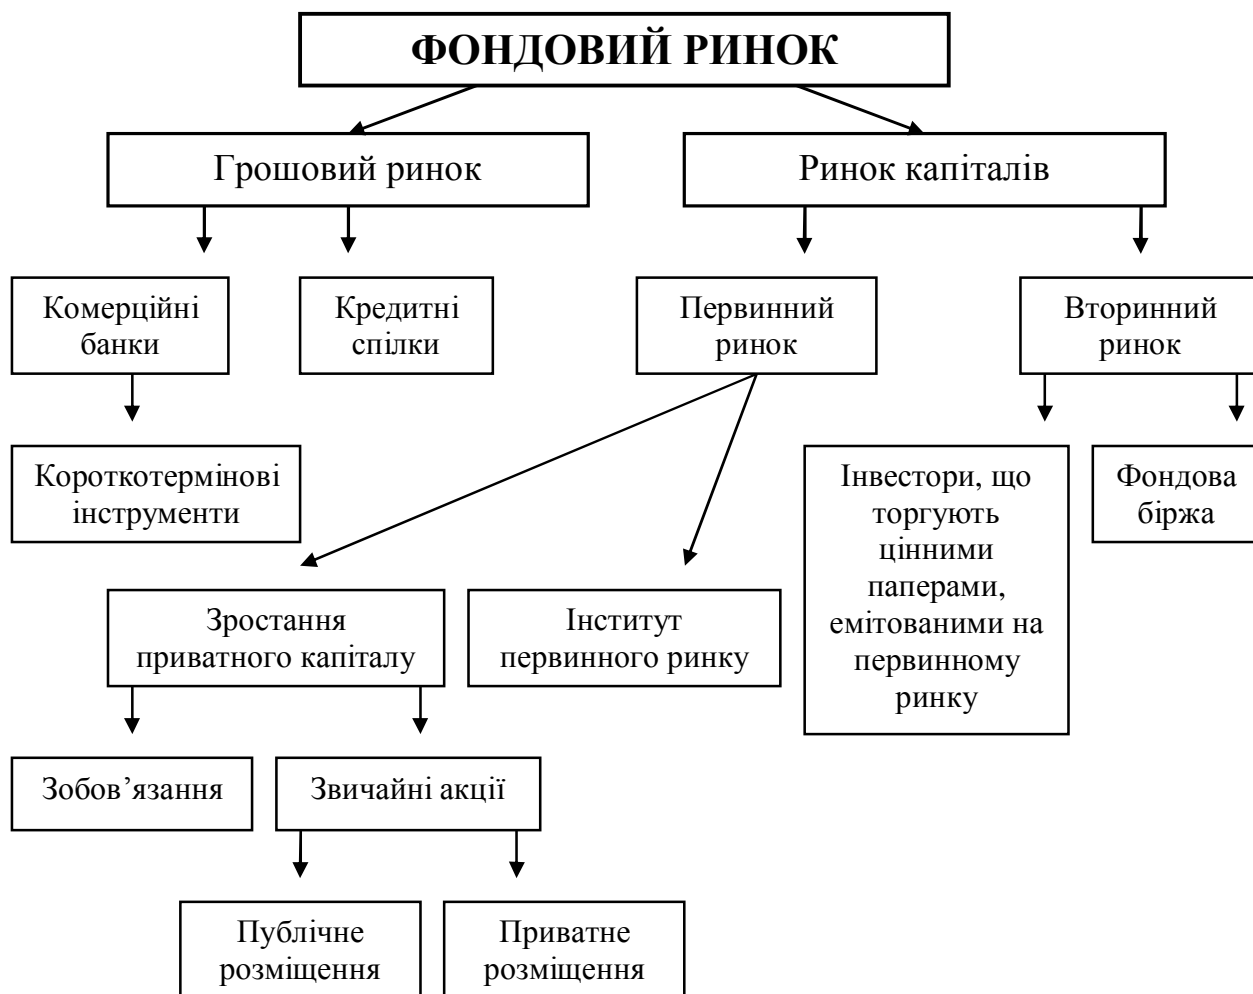 ФОНДОВИЙ РИНОК
Грошовий ринок
Ринок капіталів
Комерційні
банки
Кредитні
спілки
Первинний
ринок
Вторинний
ринок
Короткотермінові
інструменти
Інвестори, що
торгують
цінними
паперами,
емітованими на
первинному
ринку
Фондова
біржа
Зростання
приватного капіталу
Інститут
первинного ринку
Зобов’язання
Звичайні акції
Публічне
розміщення
Приватне
розміщення